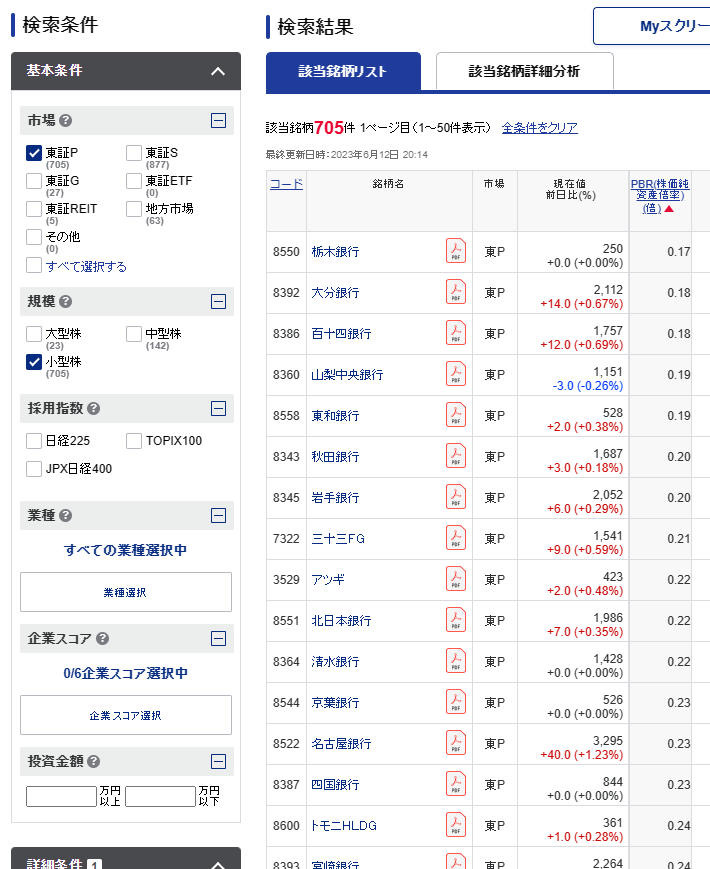 検索条件
基本条件
市場 ?
東証P
(705)
東証S
(877)
東証G
(27)
東証ETF
(0)
東証REIT
(5)
地方市場
(63)
その他
(0)
すべて選択する
規模 ?
大型株
(23)
中型株
(142)
小型株
(705)
採用指数 ?
日経225
TOPIX100
JPX日経400
業種 ?
すべての業種選択中
業種選択
企業スコア ?
0/6企業スコア選択中
企業スコア選択
投資金額 ?
万円以上
万円以下
詳細条件 1
検索結果
Myスクリー
該当銘柄リスト
該当銘柄詳細分析
該当銘柄705件 1ページ目（1～50件表示） 全条件をクリア
最終更新日時：2023年6月12日 20:14
コード 銘柄名 市場 現在値 前日比(%) PBR(株価純資産倍率)(倍)▲
8550 栃木銀行 PDF 東P 250 +0.0 (+0.00%) 0.17
8392 大分銀行 PDF 東P 2,112 +14.0 (+0.67%) 0.18
8386 百十四銀行 PDF 東P 1,757 +12.0 (+0.69%) 0.18
8360 山梨中央銀行 PDF 東P 1,151 -3.0 (-0.26%) 0.19
8558 東和銀行 PDF 東P 528 +2.0 (+0.38%) 0.19
8343 秋田銀行 PDF 東P 1,687 +3.0 (+0.18%) 0.20
8345 岩手銀行 PDF 東P 2,052 +6.0 (+0.29%) 0.20
7322 三十三FG PDF 東P 1,541 +9.0 (+0.59%) 0.21
3529 アツギ PDF 東P 423 +2.0 (+0.48%) 0.22
8551 北日本銀行 PDF 東P 1,986 +7.0 (+0.35%) 0.22
8364 清水銀行 PDF 東P 1,428 +0.0 (+0.00%) 0.22
8544 京葉銀行 PDF 東P 526 +0.0 (+0.00%) 0.23
8522 名古屋銀行 PDF 東P 3,295 +40.0 (+1.23%) 0.23
8387 四国銀行 PDF 東P 844 +0.0 (+0.00%) 0.23
8600 トモニHLDG PDF 東P 361 +1.0 (+0.28%) 0.24
8393 宮崎銀行 東P 2,264 0.24